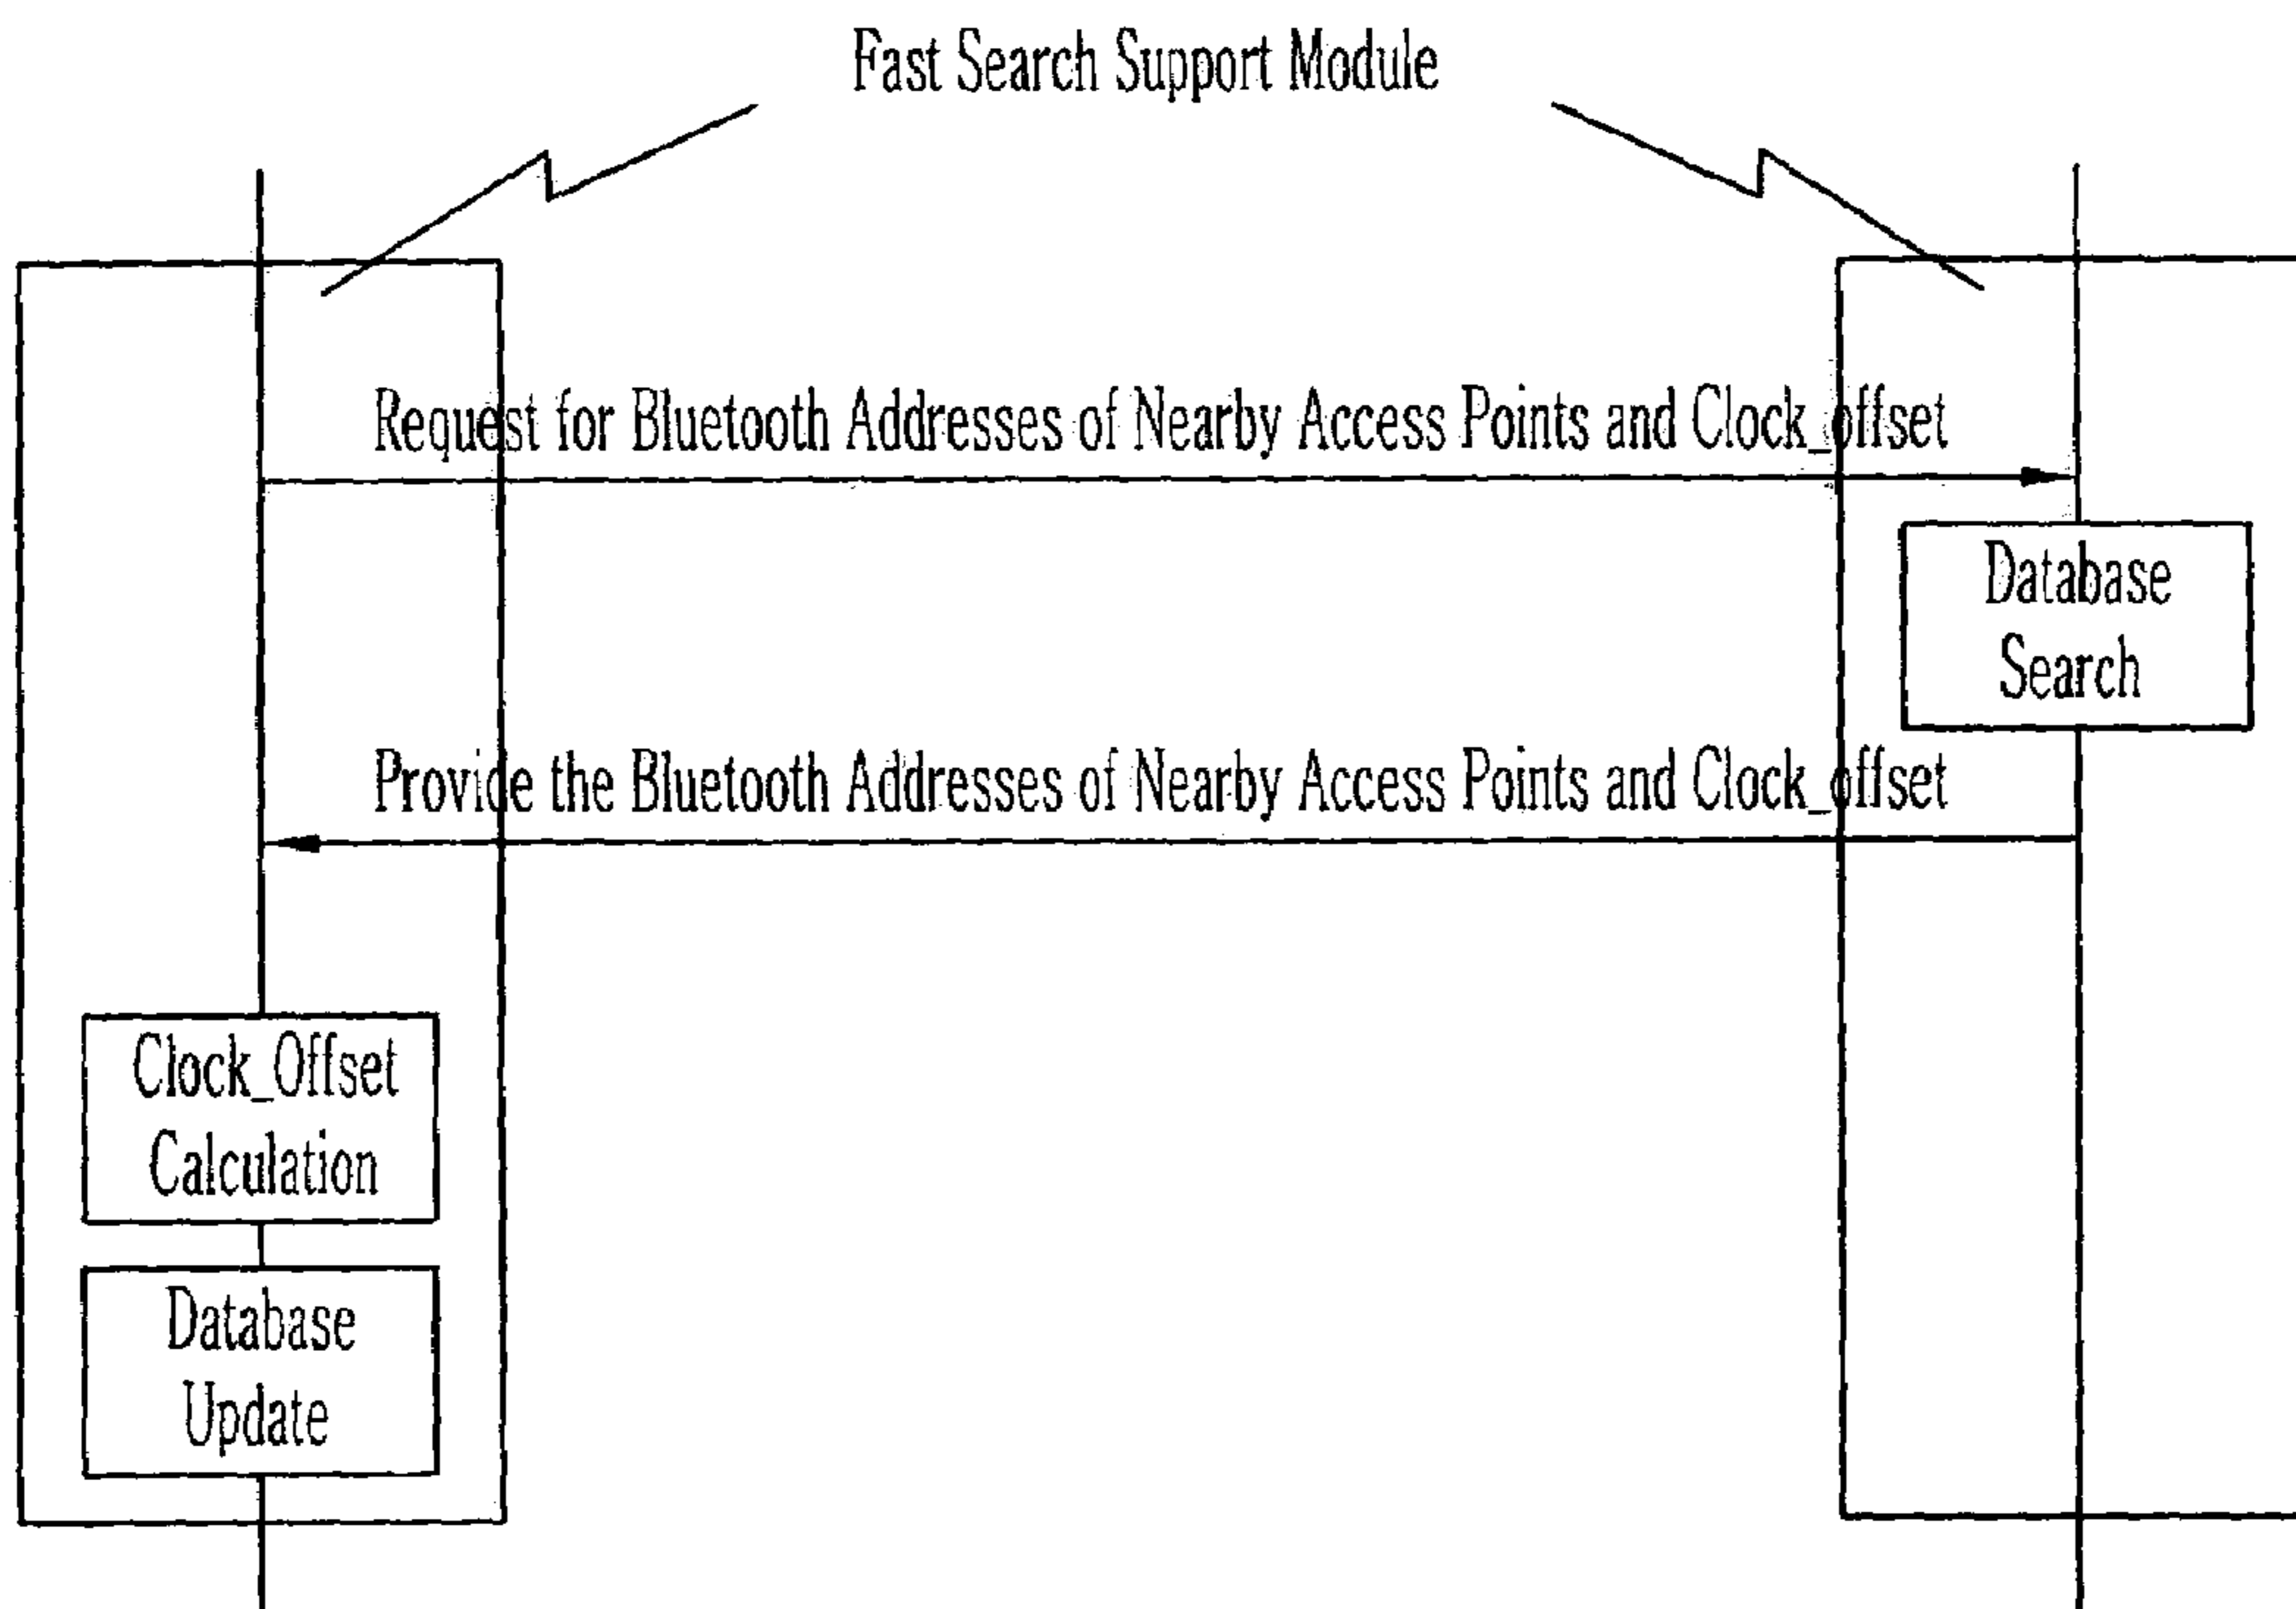 Fast Search Support Module
Request for Bluetooth Addresses of Nearby Access Points and Clock_offset
Database
Search
Provide the Bluetooth Addresses of Nearby Access Points and Clock_offset
Clock_Offset
Calculation
Database
Update